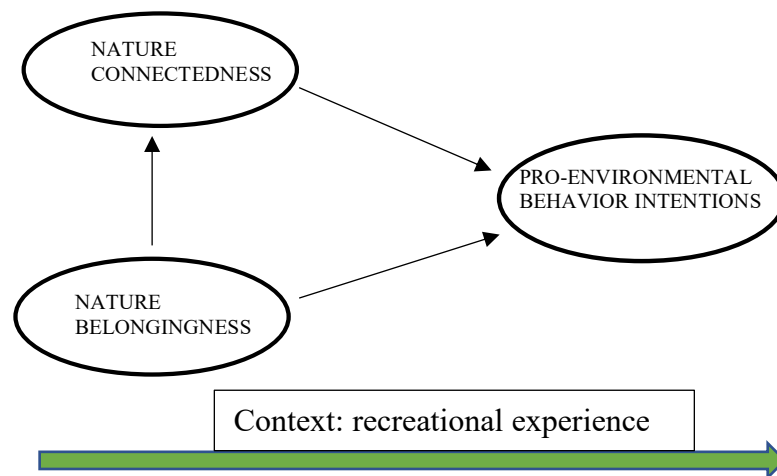 NATURE
CONNECTEDNESS
PRO-ENVIRONMENTAL
BEHAVIOR INTENTIONS
NATURE
BELONGINGNESS
Context: recreational experience